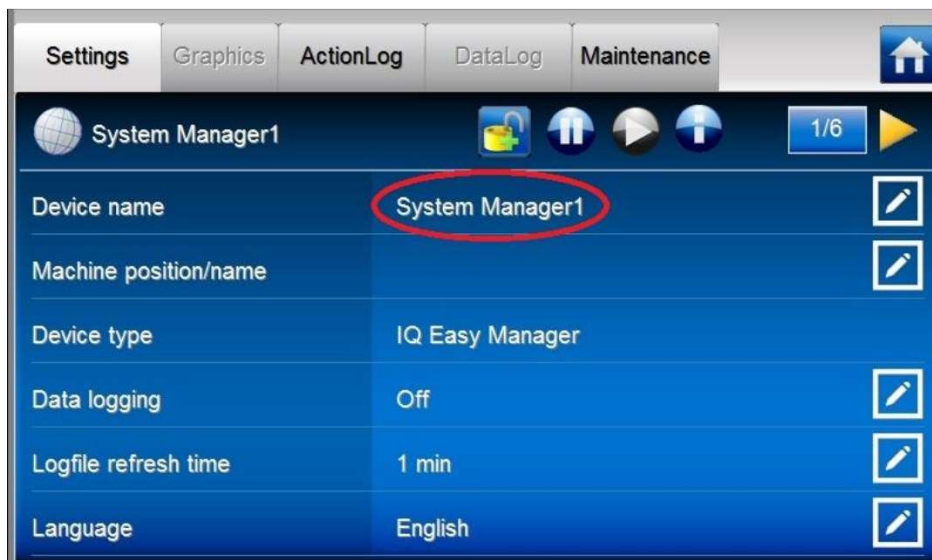 Settings Graphics ActionLog DataLog Maintenance
System Manager1 1/6
Device name System Manager1
Machine position/name
Device type IQ Easy Manager
Data logging Off
Logfile refresh time 1 min
Language English